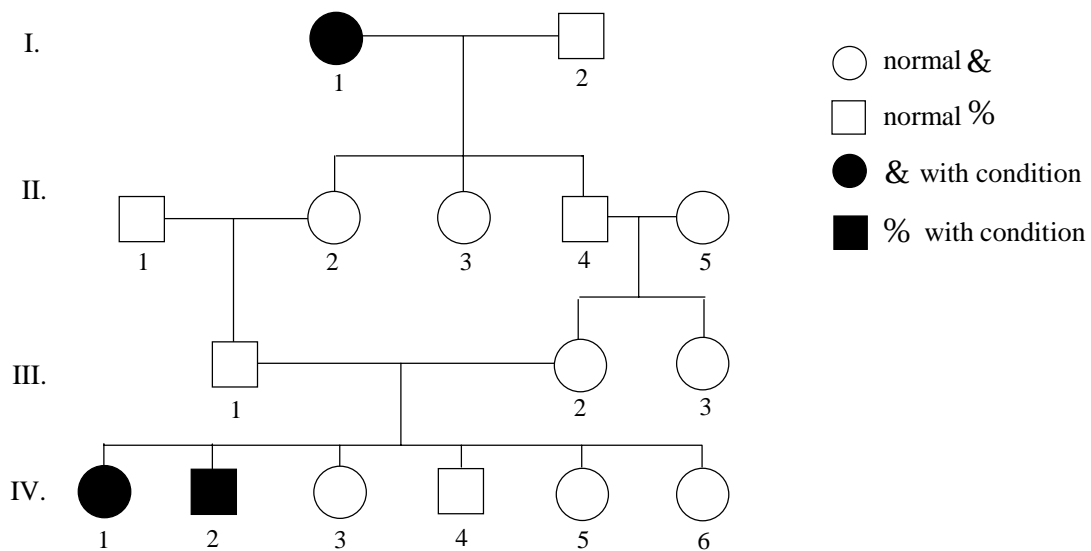 I.
1
2
normal &
normal %
& with condition
% with condition
II.
1
2
3
4
5
III.
1
2
3
IV.
1
2
3
4
5
6